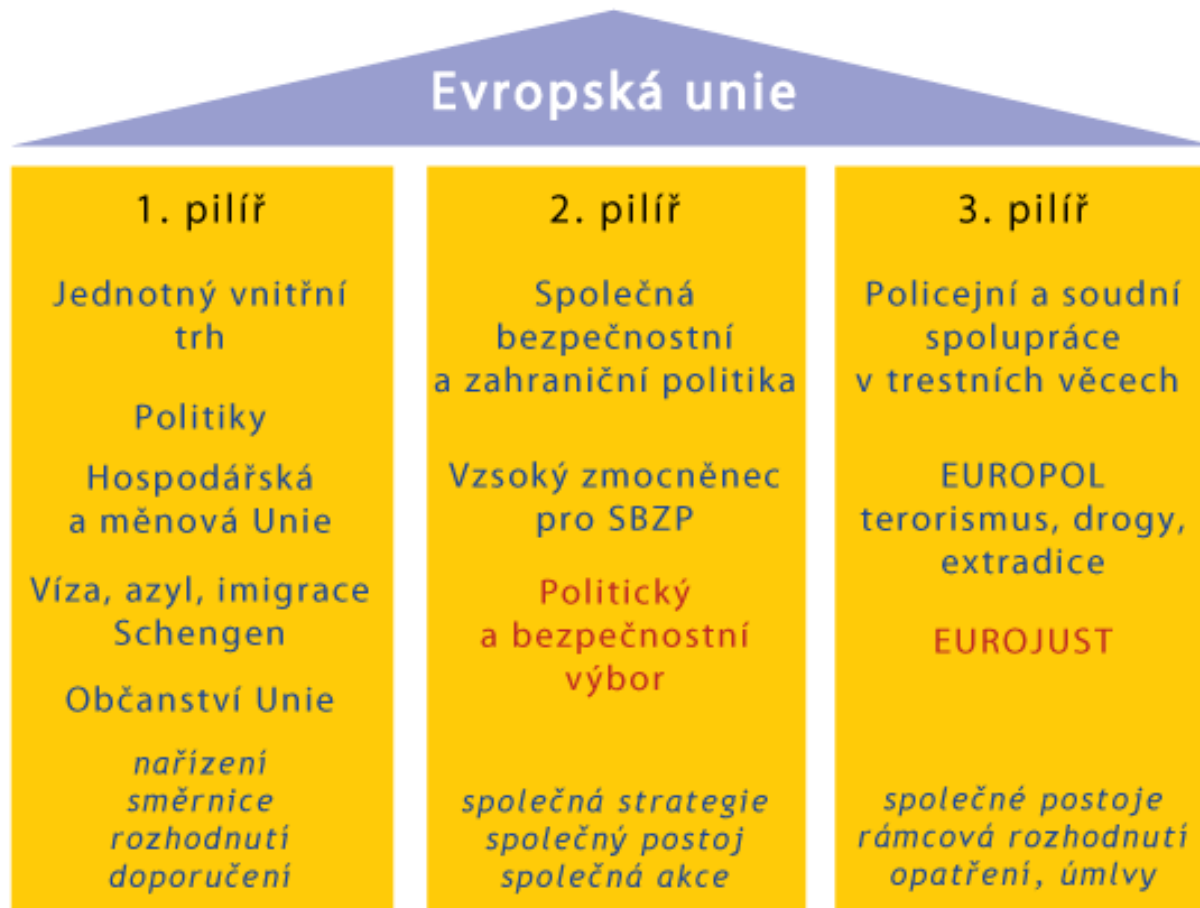 Evropská unie
1. pilíř
Jednotný vnitřní
trh
Politiky
Hospodářská
a měnová Unie
Víza, azyl, imigrace
Schengen
Občanství Unie
nařízení
směrnice
rozhodnutí
doporučení
2. pilíř
Společná
bezpečnostní
a zahraniční politika
Vzsoký zmocněnec
pro SBZP
Politický
a bezpečnostní
výbor
společná strategie
společný postoj
společná akce
3. pilíř
Policejní a soudní
spolupráce
v trestních věcech
EUROPOL
terorismus, drogy,
extradice
EUROJUST
společné postoje
rámcová rozhodnutí
opatření, úmlvy